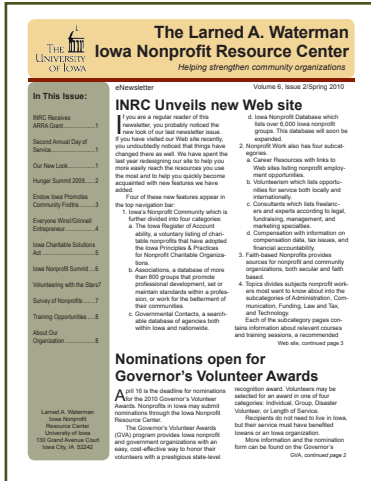 THE
UNIVERSITY
OF IOWA
The Larned A. Waterman
Iowa Nonprofit Resource Center
Helping strengthen community organizations
In This Issue:
INRC Receives
ARRA Grant..................1
Second Annual Day of
Service..........................1
Our New Look...............1
Hunger Summit 2009......2
Endow Iowa Promotes
Community Fndtns ..........3
Everyone Wins!/Grinnell
Entrepreneur ..................4
Iowa Charitable Solutions
Act.................................5
Iowa Nonprofit Summit....6
Volunteering with the Stars7
Survey of Nonprofits........7
Training Opportunities .....8
About Our
Organization ..................8
Larned A. Waterman
Iowa Nonprofit
Resource Center
University of Iowa
130 Grand Avenue Court
Iowa City, IA 52242
eNewsletter
Volume 6, Issue 2/Spring 2010
INRC Unveils new Web site
If you are a regular reader of this
newsletter, you probably noticed the
new look of our last newsletter issue.
If you have visited our Web site recently,
you undoubtedly noticed that things have
changed there as well. We have spent the
last year redesigning our site to help you
more easily reach the resources you use
the most and to help you quickly become
acquainted with new features we have
added.
Four of these new features appear
in the top navigation bar:
1. Iowa's Nonprofit Community which is
further divided into four categories:
a. The Iowa Register of Account
ability, a voluntary listing of chari-
table nonprofits that have adopted
the Iowa Principles & Practices
for Nonprofit Charitable Organiza-
tions.
b. Associations, a database of more
than 800 groups that promote
professional development, set or
maintain standards within a profes-
sion, or work for the betterment of
their communities.
c. Governmental Contacts, a search-
able database of agencies both
within Iowa and nationwide.
d. Iowa Nonprofit Database which
lists over 6,000 Iowa nonprofit
groups. This database will soon be
expanded.
2. Nonprofit Work also has four subcat-
egories.
a. Career Resources with links to
Web sites listing nonprofit employ-
ment opportunities.
b. Volunteerism which lists opportu-
nities for service both locally and
internationally.
c. Consultants which lists freelanc-
ers and experts according to legal,
fundraising, management, and
marketing specialties.
d. Compensation with information on
compensation data, tax issues, and
financial accountability.
3. Faith-based Nonprofits provides
sources for nonprofit and community
organizations, both secular and faith
based.
4. Topics divides subjects nonprofit work-
ers most want to know about into the
subcategories of Administration, Com-
munication, Funding, Law and Tax,
and Technology.
Each of the subcategory pages con-
tains information about relevant courses
and training sessions, a recommended
Web site, continued page 3
Nominations open for
Governor's Volunteer Awards
April 16 is the deadline for nominations
for the 2010 Governor's Volunteer
Awards. Nonprofits in Iowa may submit
nominations through the Iowa Nonprofit
Resource Center.
The Governor's Volunteer Awards
(GVA) program provides Iowa nonprofit
and government organizations with an
easy, cost-effective way to honor their
volunteers with a prestigious state-level
recognition award. Volunteers may be
selected for an award in one of four
categories: Individual, Group, Disaster
Volunteer, or Length of Service.
Recipients do not need to live in Iowa,
but their service must have benefited
Iowans or an Iowa organization.
More information and the nomination
form can be found on the Governor's
GVA, continued page 2